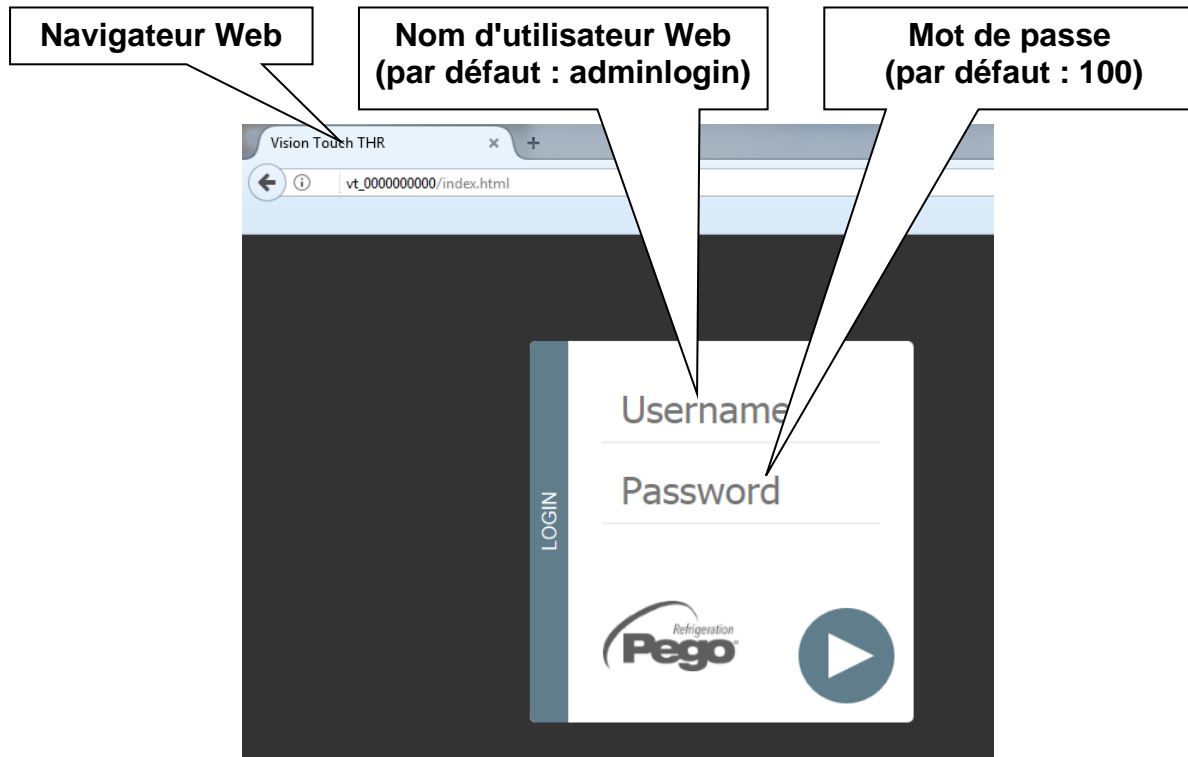 Navigateur Web
Nom d'utilisateur Web
(par défaut : adminlogin)
Mot de passe
(par défaut : 100)
Vision Touch THR
vt_0000000000/index.html
Username
Password
LOGIN
Refrigeration
Pego